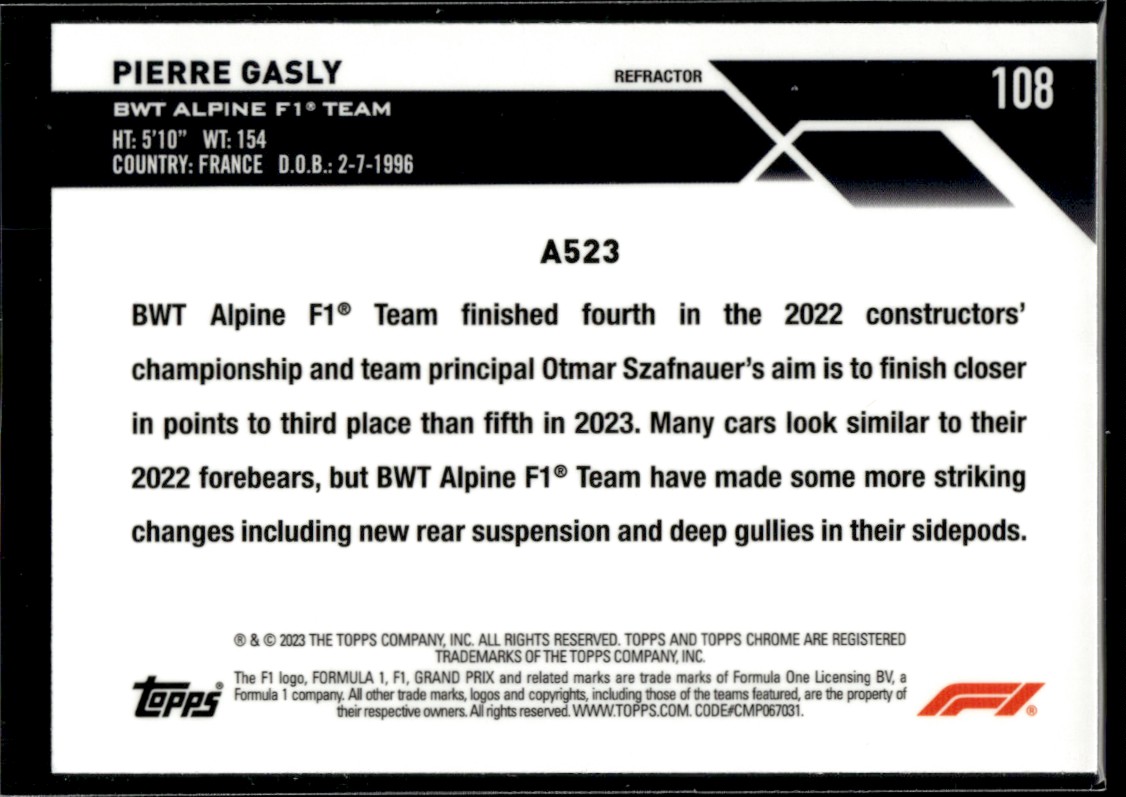 PIERRE GASLY
REFRACTOR
108
BWT ALPINE F1® TEAM
HT: 5'10" WT: 154
COUNTRY: FRANCE D.O.B.: 2-7-1996
A523
BWT Alpine F1® Team finished fourth in the 2022 constructors'
championship and team principal Otmar Szafnauer's aim is to finish closer
in points to third place than fifth in 2023. Many cars look similar to their
2022 forebears, but BWT Alpine F1® Team have made some more striking
changes including new rear suspension and deep gullies in their sidepods.
® & © 2023 THE TOPPS COMPANY, INC. ALL RIGHTS RESERVED. TOPPS AND TOPPS CHROME ARE REGISTERED
TRADEMARKS OF THE TOPPS COMPANY, INC.
The F1 logo, FORMULA 1, F1, GRAND PRIX and related marks are trade marks of Formula One Licensing BV, a
Formula 1 company. All other trade marks, logos and copyrights, including those of the teams featured, are the property of
their respective owners. All rights reserved. WWW.TOPPS.COM. CODE#CMP067031.
TOPPS®
F1®